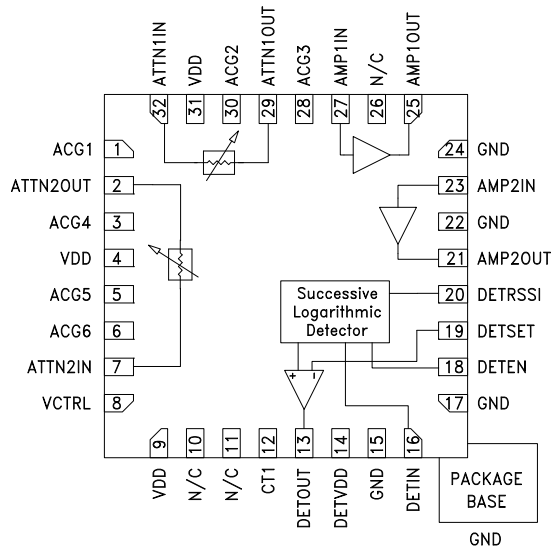 ATTN1IN
VDD
ACG2
ATTN1OUT
ACG3
AMP1IN
N/C
AMP1OUT
32
31
30
29
28
27
26
25
ACG1 1
ATTN2OUT 2
ACG4 3
VDD 4
ACG5 5
ACG6 6
ATTN2IN 7
VCTRL 8
24 GND
23 AMP2IN
22 GND
21 AMP2OUT
20 DETRSSI
19 DETSET
18 DETEN
17 GND
Successive
Logarithmic
Detector
+ −
9
10
11
12
13
14
15
16
VDD
N/C
N/C
CT1
DETOUT
DETVDD
GND
DETIN
PACKAGE
BASE
GND